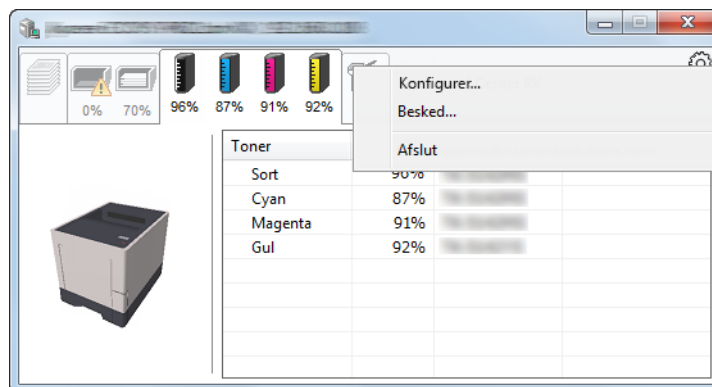 0% 70% 96% 87% 91% 92%
Konfigurer...
Besked...
Afslut
Toner
Sort 96%
Cyan 87%
Magenta 91%
Gul 92%